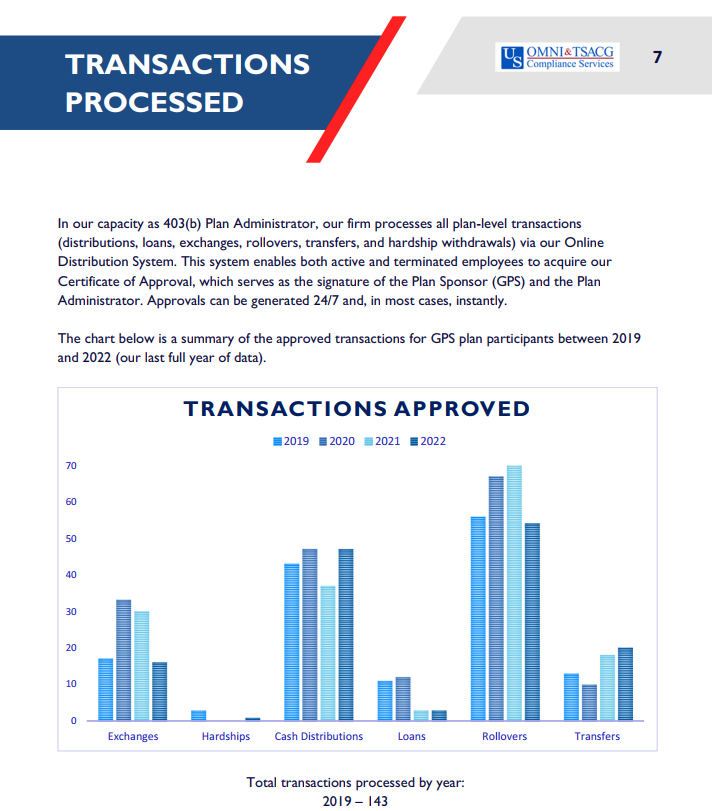 TRANSACTIONS
PROCESSED
US OMNI & TSACG
Compliance Services
7
In our capacity as 403(b) Plan Administrator, our firm processes all plan-level transactions
(distributions, loans, exchanges, rollovers, transfers, and hardship withdrawals) via our Online
Distribution System. This system enables both active and terminated employees to acquire our
Certificate of Approval, which serves as the signature of the Plan Sponsor (GPS) and the Plan
Administrator. Approvals can be generated 24/7 and, in most cases, instantly.
The chart below is a summary of the approved transactions for GPS plan participants between 2019
and 2022 (our last full year of data).
TRANSACTIONS APPROVED
2019 2020 2021 2022
70
60
50
40
30
20
10
0
Exchanges Hardships Cash Distributions Loans Rollovers Transfers
Total transactions processed by year:
2019 – 143